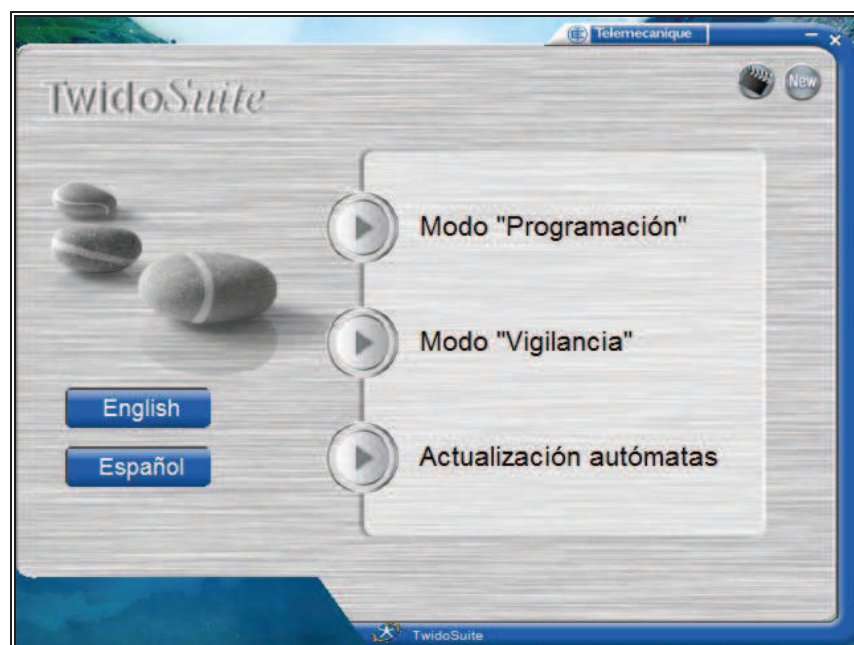 Telemecanique
TwidoSuite
New
Modo "Programación"
Modo "Vigilancia"
English
Español
Actualización autómatas
TwidoSuite